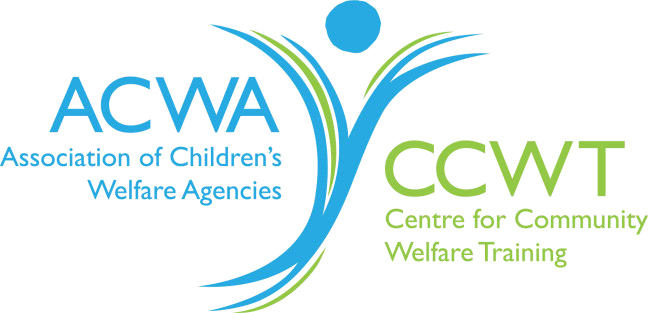 ACWA
Association of Children's
Welfare Agencies
CCWT
Centre for Community
Welfare Training